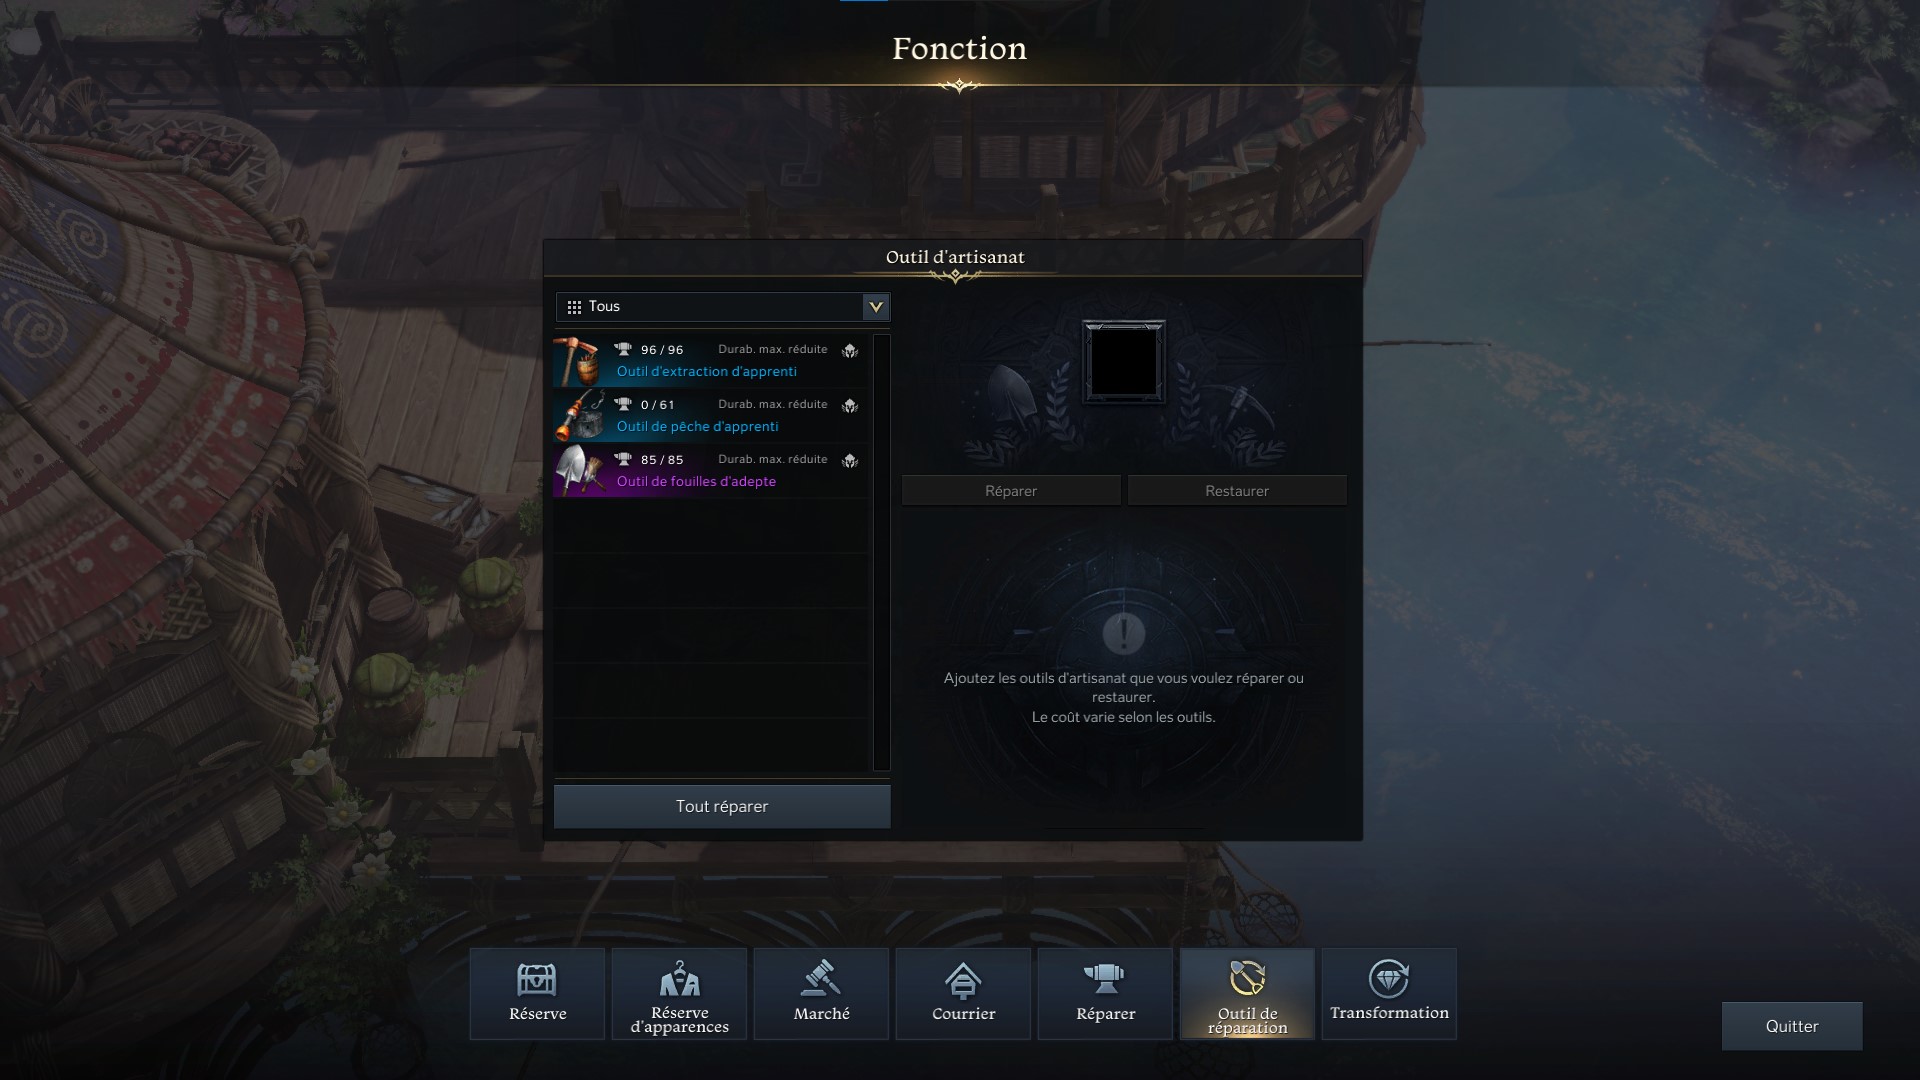 Fonction
Outil d'artisanat
Tous
96 / 96 Durab. max. réduite
Outil d'extraction d'apprenti
0 / 61 Durab. max. réduite
Outil de pêche d'apprenti
85 / 85 Durab. max. réduite
Outil de fouilles d'adepte
Tout réparer
Réparer Restaurer
Ajoutez les outils d'artisanat que vous voulez réparer ou
restaurer.
Le coût varie selon les outils.
Réserve
Réserve
d'apparences
Marché
Courrier
Réparer
Outil de
réparation
Transformation
Quitter